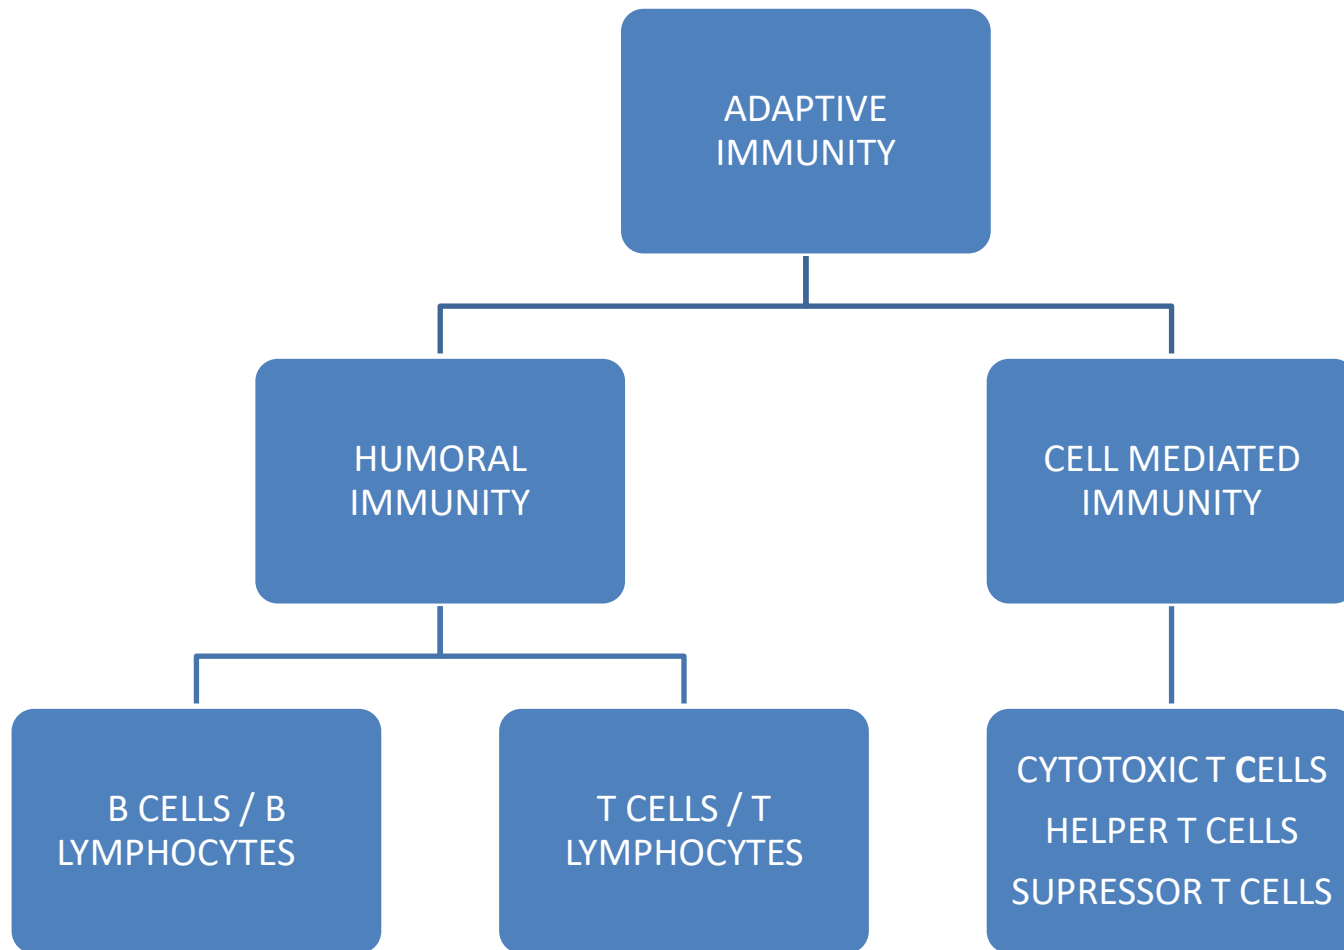 ADAPTIVE
IMMUNITY
HUMORAL
IMMUNITY
CELL MEDIATED
IMMUNITY
B CELLS / B
LYMPHOCYTES
T CELLS / T
LYMPHOCYTES
CYTOTOXIC T CELLS
HELPER T CELLS
SUPRESSOR T CELLS